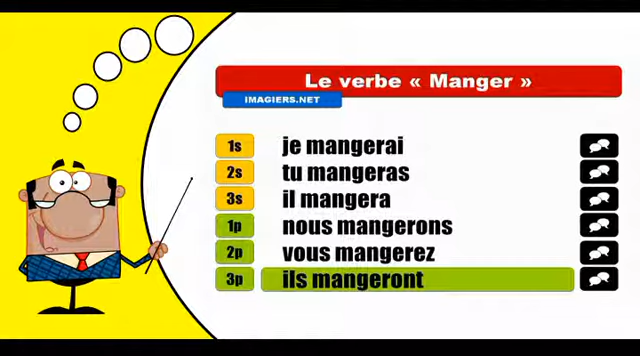 Le verbe « Manger »
IMAGIERS.NET
1s je mangerai
2s tu mangeras
3s il mangera
1p nous mangerons
2p vous mangerez
3p ils mangeront